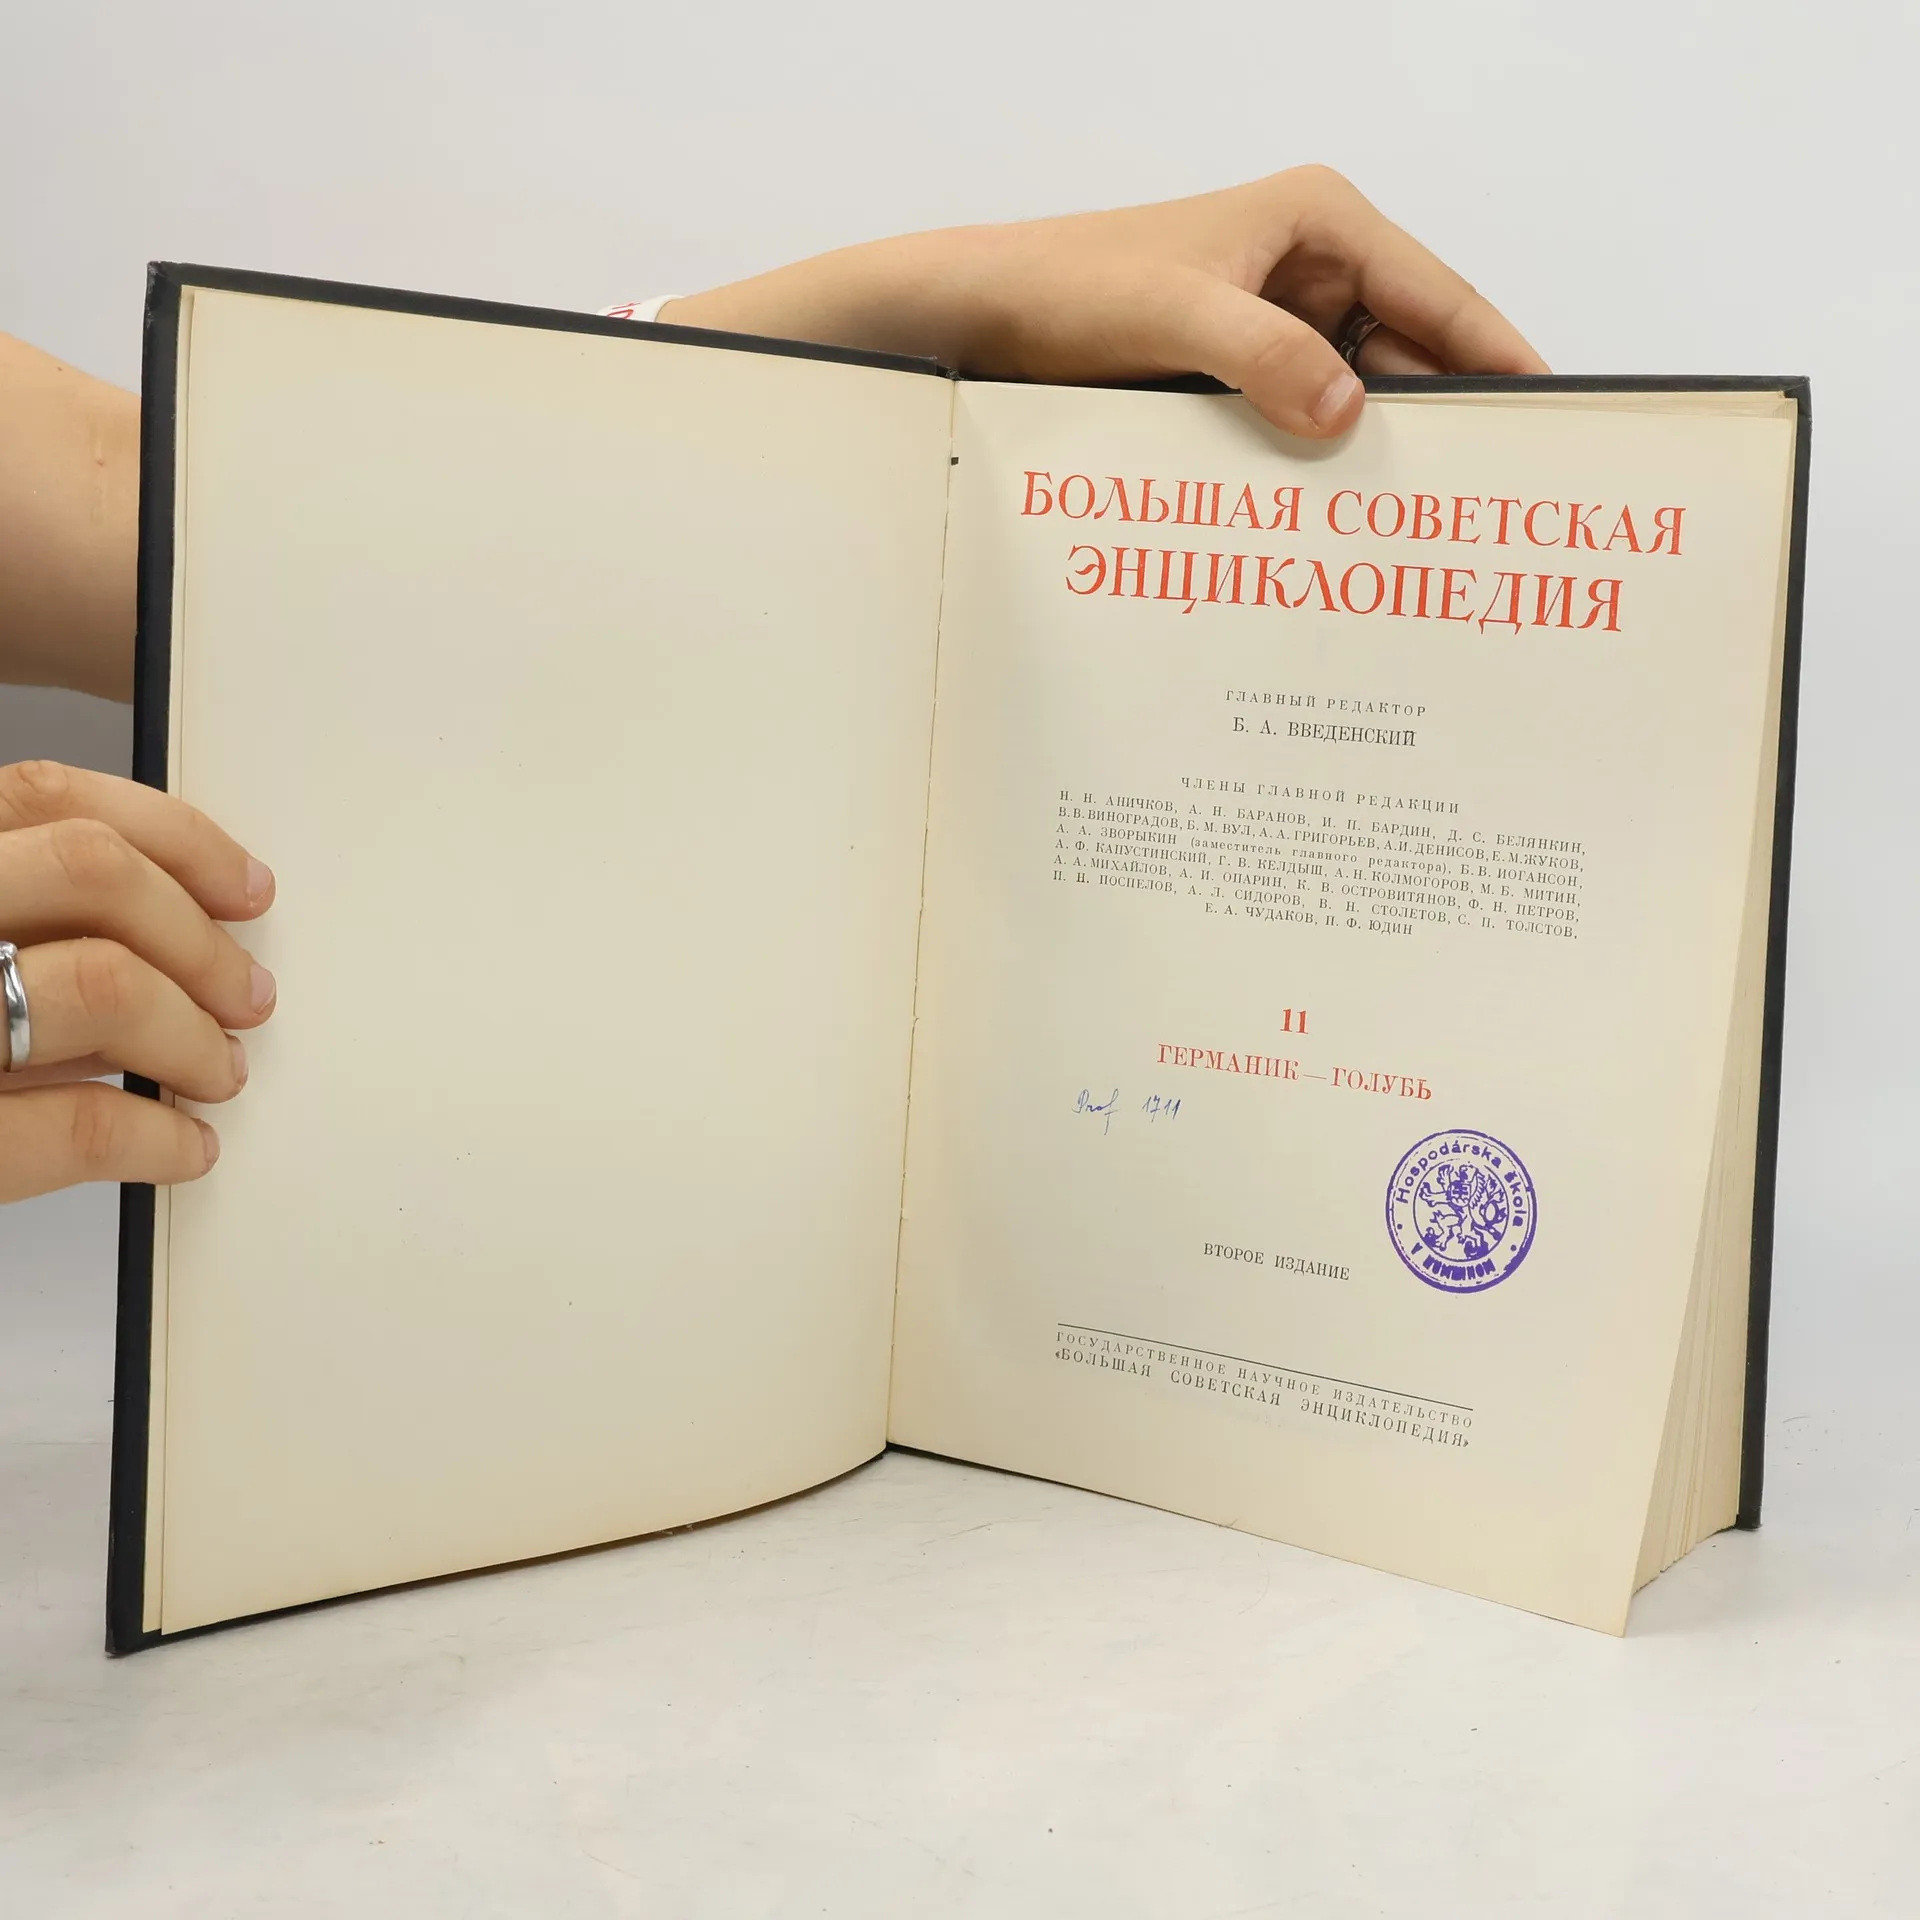 БОЛЬШАЯ СОВЕТСКАЯ
ЭНЦИКЛОПЕДИЯ
ГЛАВНЫЙ РЕДАКТОР
Б. А. ВВЕДЕНСКИЙ
ЧЛЕНЫ ГЛАВНОЙ РЕДАКЦИИ
Н. Н. АНИЧКОВ, А. Н. БАРАНОВ, И. П. БАРДИН, Д. С. БЕЛЯНКИН,
В. В. ВИНОГРАДОВ, Б. М. ВУЛ, А. А. ГРИГОРЬЕВ, А. И. ДЕНИСОВ, Е. М. ЖУКОВ,
А. А. ЗВОРЫКИН (заместитель главного редактора), Б. В. ИОГАНСОН,
А. Ф. КАПУСТИНСКИЙ, Г. В. КЕЛДЫШ, А. Н. КОЛМОГОРОВ, М. Б. МИТИН,
А. А. МИХАЙЛОВ, А. И. ОПАРИН, К. В. ОСТРОВИТЯНОВ, Ф. Н. ПЕТРОВ,
П. Н. ПОСПЕЛОВ, А. Л. СИДОРОВ, В. Н. СТОЛЕТОВ, С. П. ТОЛСТОВ,
Е. А. ЧУДАКОВ, П. Ф. ЮДИН
11
ГЕРМАНИК — ГОЛУБЬ
Prof 1711
Hospodárska škola
ВТОРОЕ ИЗДАНИЕ
ГОСУДАРСТВЕННОЕ НАУЧНОЕ ИЗДАТЕЛЬСТВО
«БОЛЬШАЯ СОВЕТСКАЯ ЭНЦИКЛОПЕДИЯ»